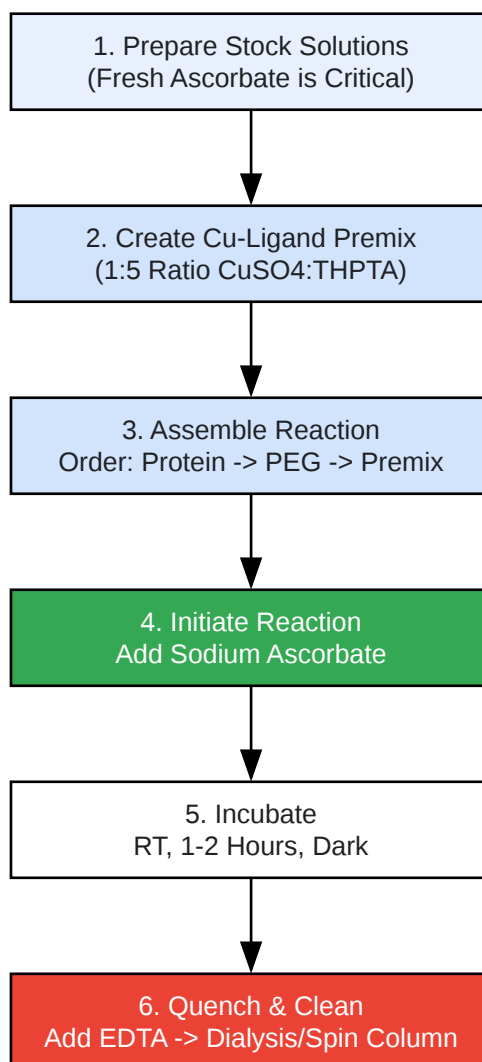 1. Prepare Stock Solutions
(Fresh Ascorbate is Critical)
2. Create Cu-Ligand Premix
(1:5 Ratio CuSO4:THPTA)
3. Assemble Reaction
Order: Protein -> PEG -> Premix
4. Initiate Reaction
Add Sodium Ascorbate
5. Incubate
RT, 1-2 Hours, Dark
6. Quench & Clean
Add EDTA -> Dialysis/Spin Column